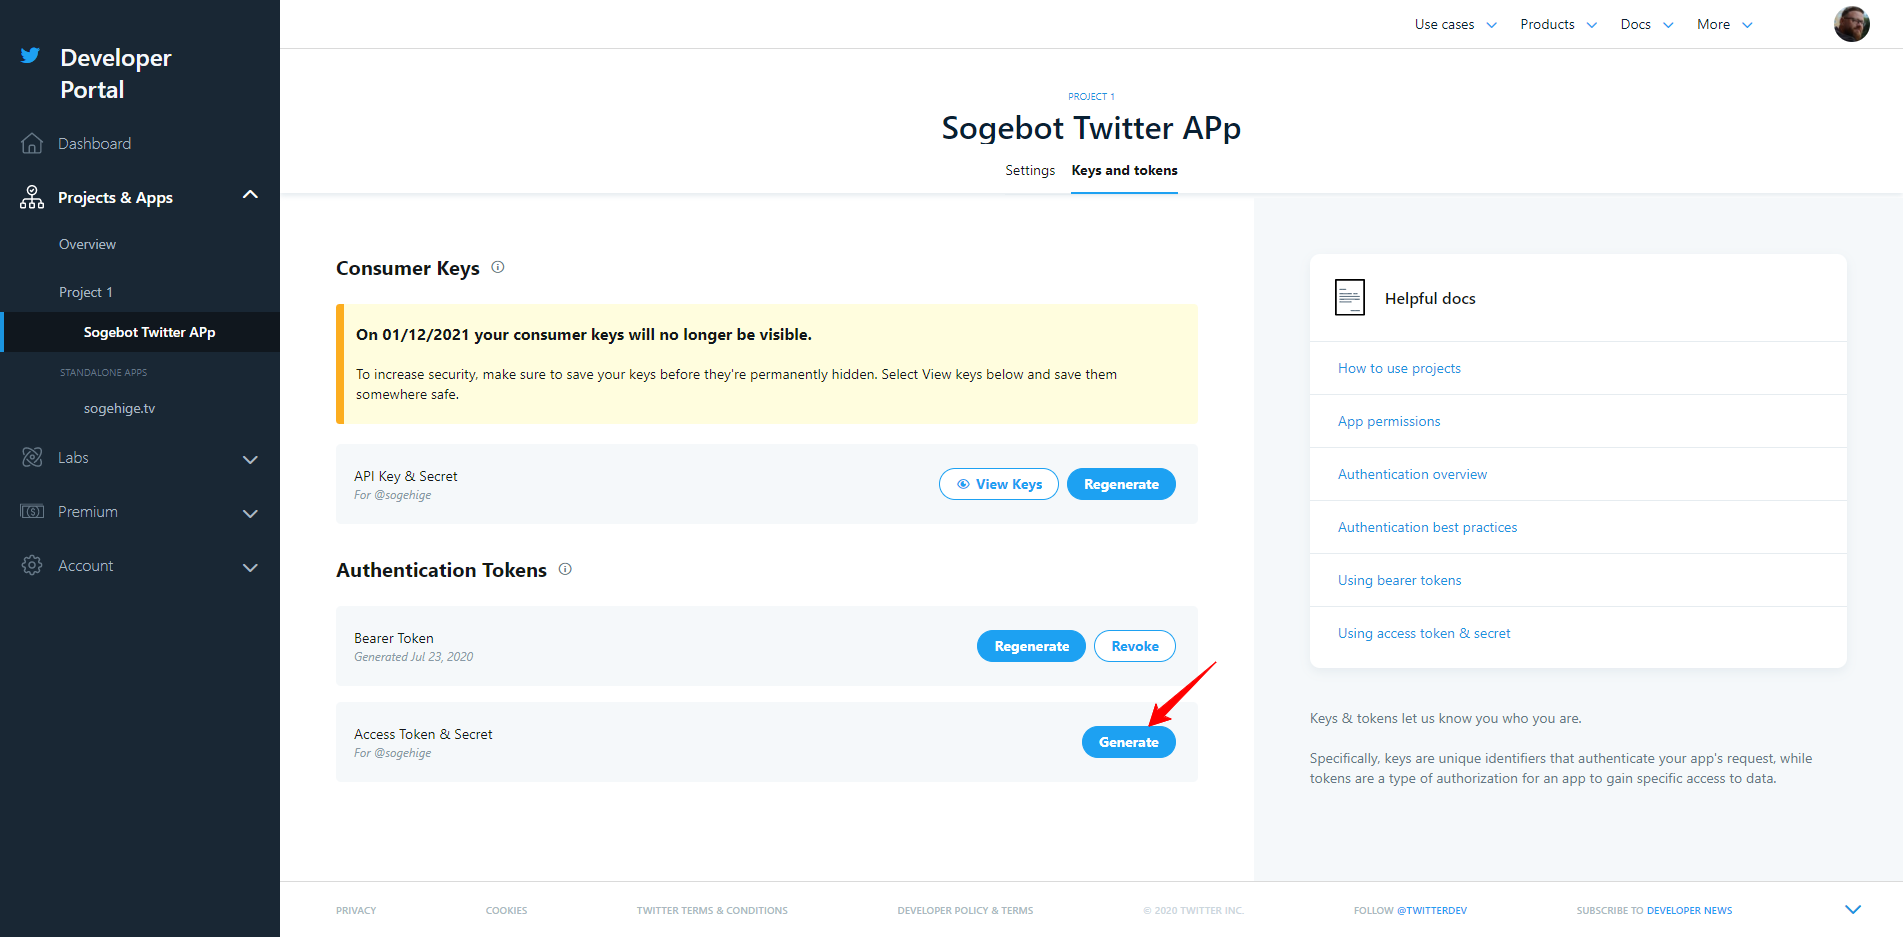 Developer
Portal
Dashboard
Projects & Apps
Overview
Project 1
Sogebot Twitter APp
STANDALONE APPS
sogehige.tv
Labs
Premium
Account
Use cases
Products
Docs
More
PROJECT 1
Sogebot Twitter APp
Settings
Keys and tokens
Consumer Keys
On 01/12/2021 your consumer keys will no longer be visible.
To increase security, make sure to save your keys before they're permanently hidden. Select View keys below and save them
somewhere safe.
API Key & Secret
For @sogehige
View Keys
Regenerate
Authentication Tokens
Bearer Token
Generated Jul 23, 2020
Regenerate
Revoke
Access Token & Secret
For @sogehige
Generate
Helpful docs
How to use projects
App permissions
Authentication overview
Authentication best practices
Using bearer tokens
Using access token & secret
Keys & tokens let us know you who you are.
Specifically, keys are unique identifiers that authenticate your app's request, while
tokens are a type of authorization for an app to gain specific access to data.
PRIVACY
COOKIES
TWITTER TERMS & CONDITIONS
DEVELOPER POLICY & TERMS
© 2020 TWITTER INC.
FOLLOW @TWITTERDEV
SUBSCRIBE TO DEVELOPER NEWS